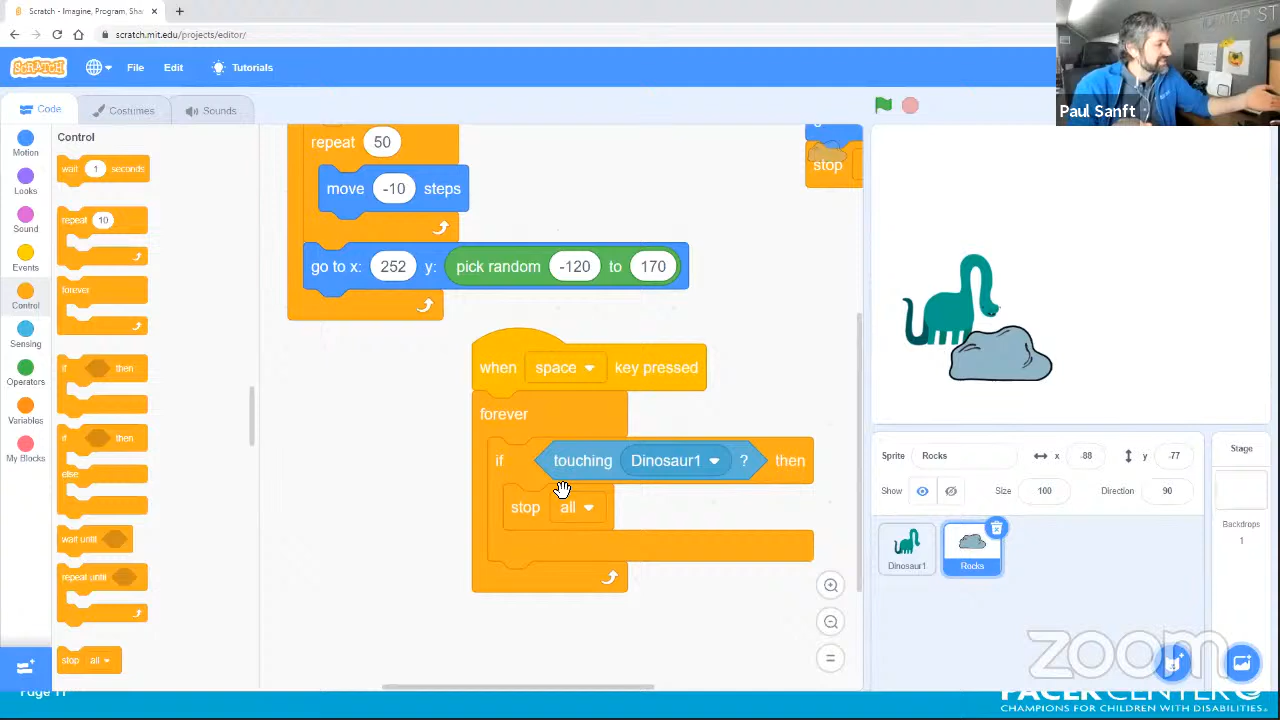 Scratch - Imagine, Program, Sha
scratch.mit.edu/projects/editor/
SCRATCH File Edit Tutorials
Code Costumes Sounds
Motion
Looks
Sound
Events
Control
Sensing
Operators
Variables
My Blocks
Control
wait 1 seconds
repeat 10
forever
if then
if then
else
wait until
repeat until
stop all
repeat 50
move -10 steps
go to x: 252 y: pick random -120 to 170
when space key pressed
forever
if touching Dinosaur1 ? then
stop all
stop
Paul Sanft
Sprite Rocks x -88 y -77
Show Size 100 Direction 90
Dinosaur1
Rocks
Stage
Backdrops
1
zoom
PACER CENTER
CHAMPIONS FOR CHILDREN WITH DISABILITIES.
Page 11